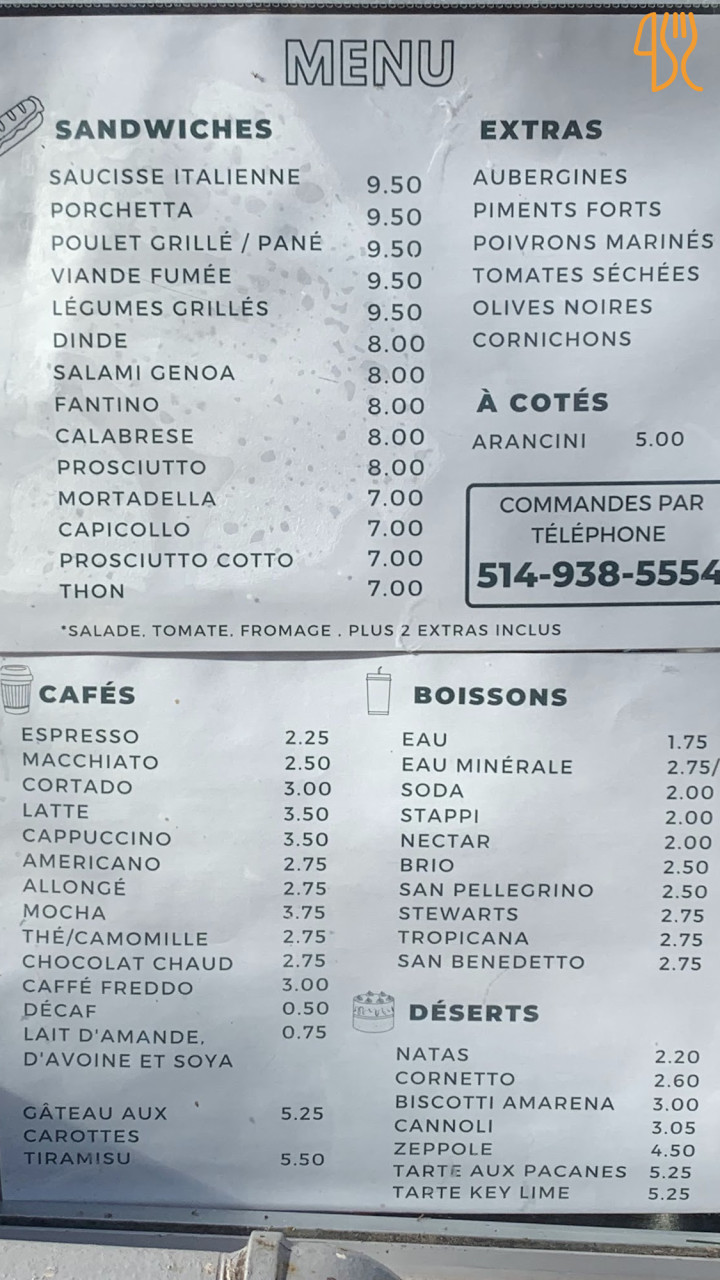 MENU
SANDWICHES
SAUCISSE ITALIENNE 9.50
PORCHETTA 9.50
POULET GRILLÉ / PANÉ 9.50
VIANDE FUMÉE 9.50
LÉGUMES GRILLÉS 9.50
DINDE 8.00
SALAMI GENOA 8.00
FANTINO 8.00
CALABRESE 8.00
PROSCIUTTO 8.00
MORTADELLA 7.00
CAPICOLLO 7.00
PROSCIUTTO COTTO 7.00
THON 7.00
EXTRAS
AUBERGINES
PIMENTS FORTS
POIVRONS MARINÉS
TOMATES SÉCHÉES
OLIVES NOIRES
CORNICHONS
À COTÉS
ARANCINI 5.00
COMMANDES PAR
TÉLÉPHONE
514-938-5554
*SALADE, TOMATE, FROMAGE , PLUS 2 EXTRAS INCLUS
CAFÉS
ESPRESSO 2.25
MACCHIATO 2.50
CORTADO 3.00
LATTE 3.50
CAPPUCCINO 3.50
AMERICANO 2.75
ALLONGÉ 2.75
MOCHA 3.75
THÉ/CAMOMILLE 2.75
CHOCOLAT CHAUD 2.75
CAFFÉ FREDDO 3.00
DÉCAF 0.50
LAIT D'AMANDE, 0.75
D'AVOINE ET SOYA
GÂTEAU AUX 5.25
CAROTTES
TIRAMISU 5.50
BOISSONS
EAU 1.75
EAU MINÉRALE 2.75/
SODA 2.00
STAPPI 2.00
NECTAR 2.00
BRIO 2.50
SAN PELLEGRINO 2.50
STEWARTS 2.75
TROPICANA 2.75
SAN BENEDETTO 2.75
DÉSERTS
NATAS 2.20
CORNETTO 2.60
BISCOTTI AMARENA 3.00
CANNOLI 3.05
ZEPPOLE 4.50
TARTE AUX PACANES 5.25
TARTE KEY LIME 5.25